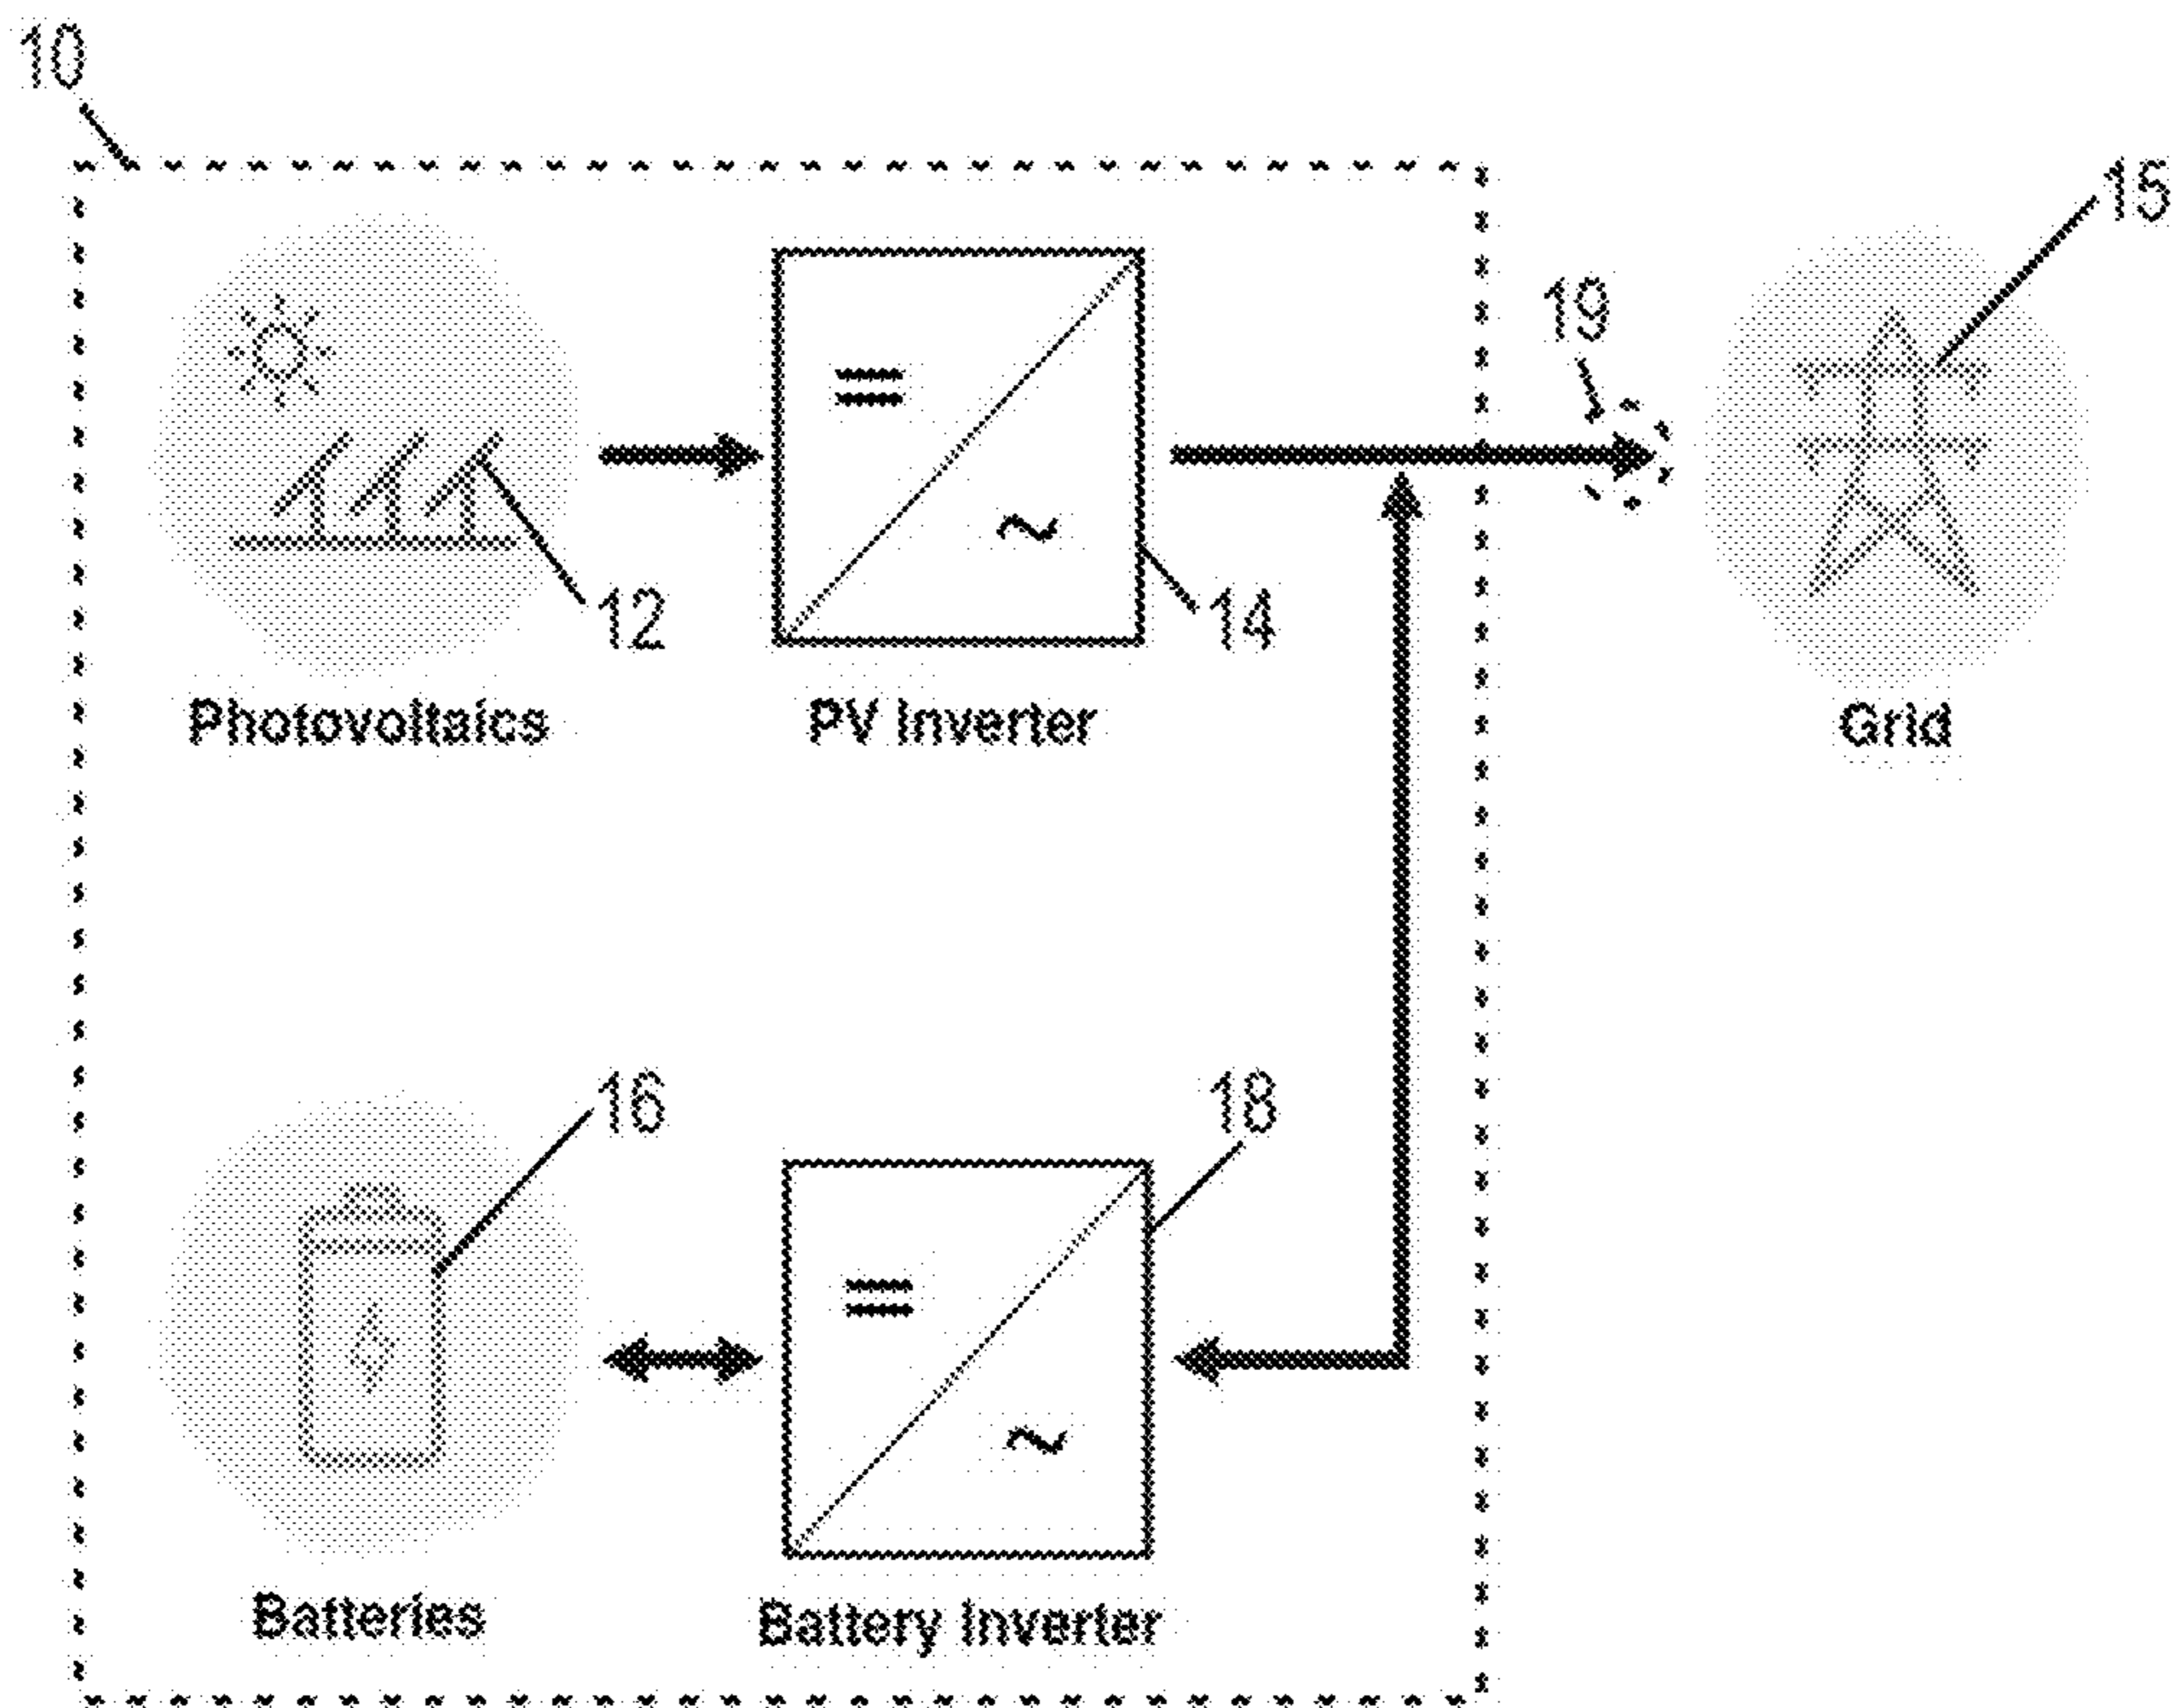 10
15
19
12
14
Photovoltaics
PV Inverter
Grid
16
18
Batteries
Battery Inverter